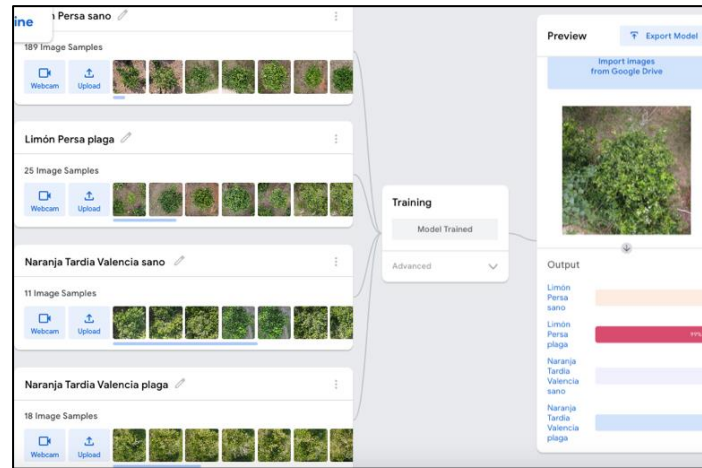 ine
Persa sano
189 Image Samples
Webcam
Upload
Limón Persa plaga
25 Image Samples
Webcam
Upload
Naranja Tardia Valencia sano
11 Image Samples
Webcam
Upload
Naranja Tardia Valencia plaga
18 Image Samples
Webcam
Upload
Training
Model Trained
Advanced
Preview
Export Model
Import images
from Google Drive
Output
Limón
Persa
sano
Limón
Persa
plaga
Naranja
Tardia
Valencia
sano
Naranja
Tardia
Valencia
plaga